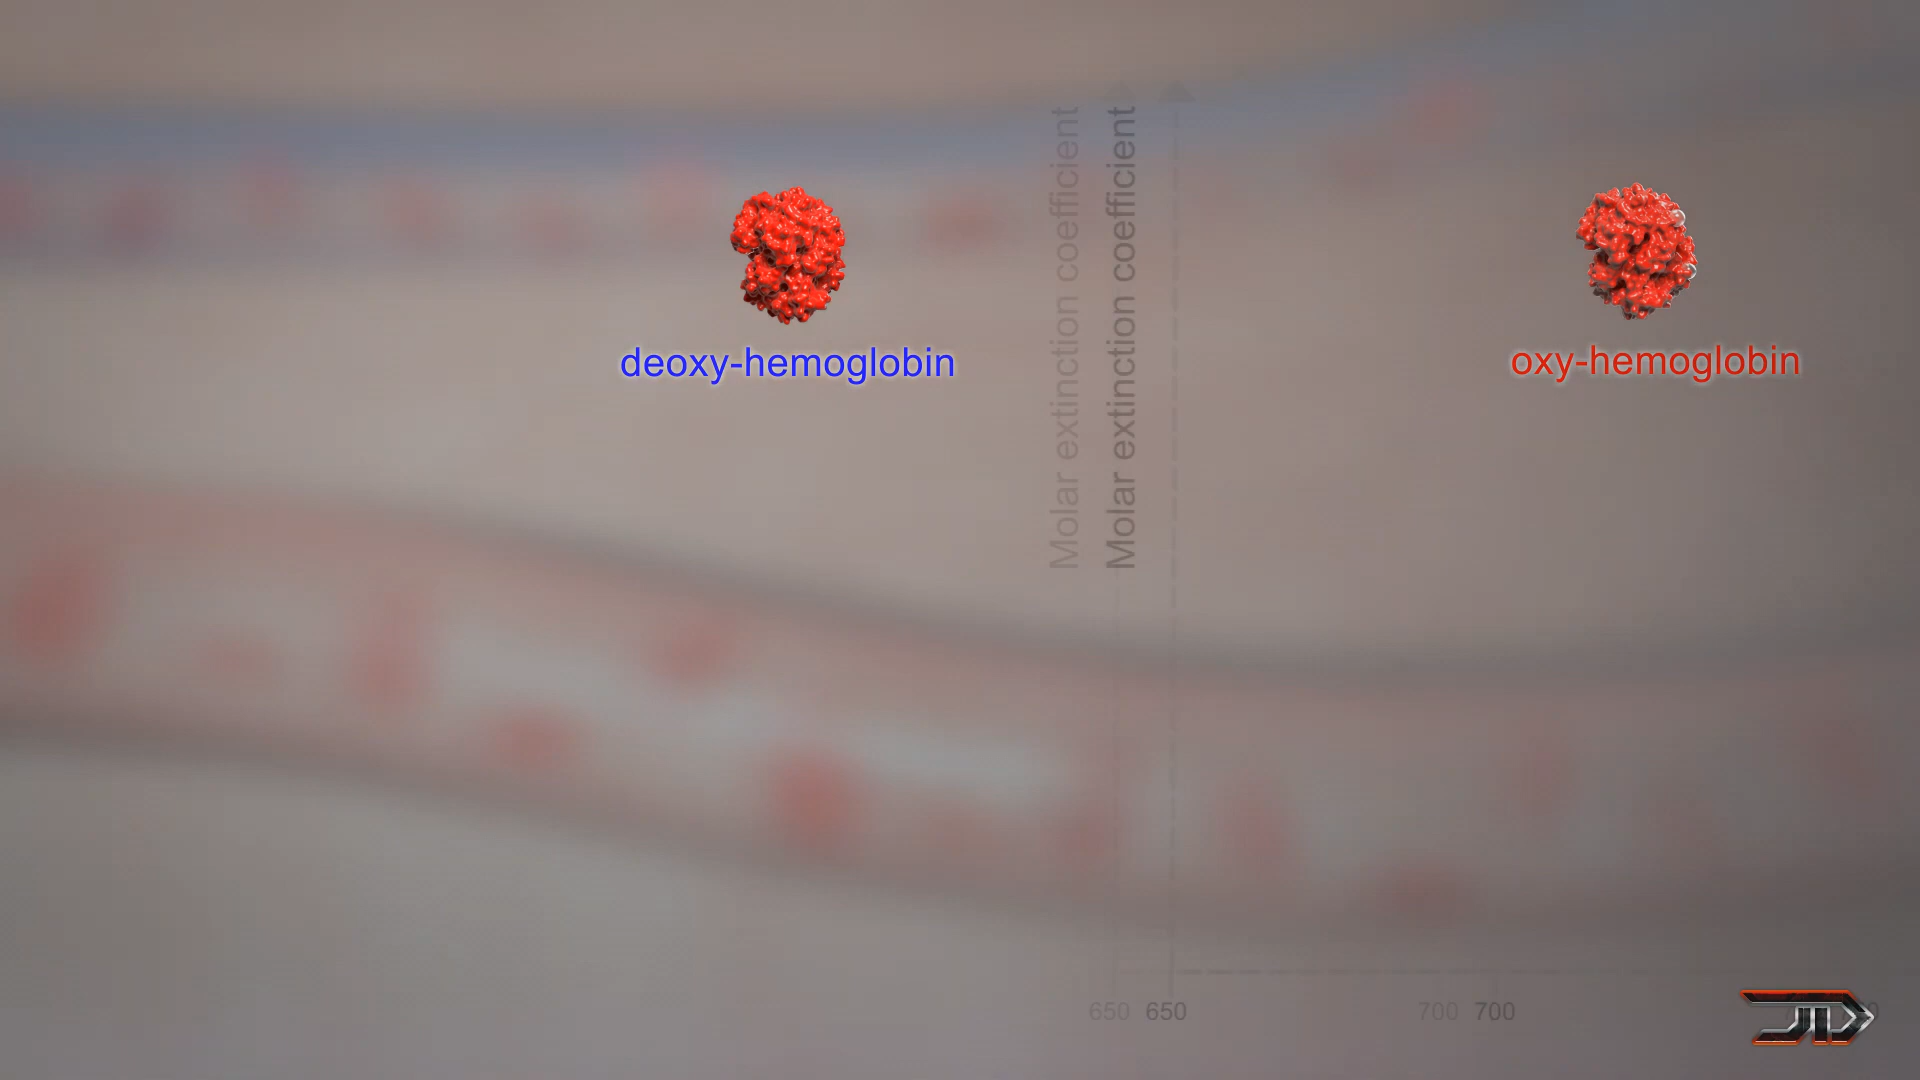 Molar extinction coefficient
Molar extinction coefficient
deoxy-hemoglobin
oxy-hemoglobin
650 650
700 700